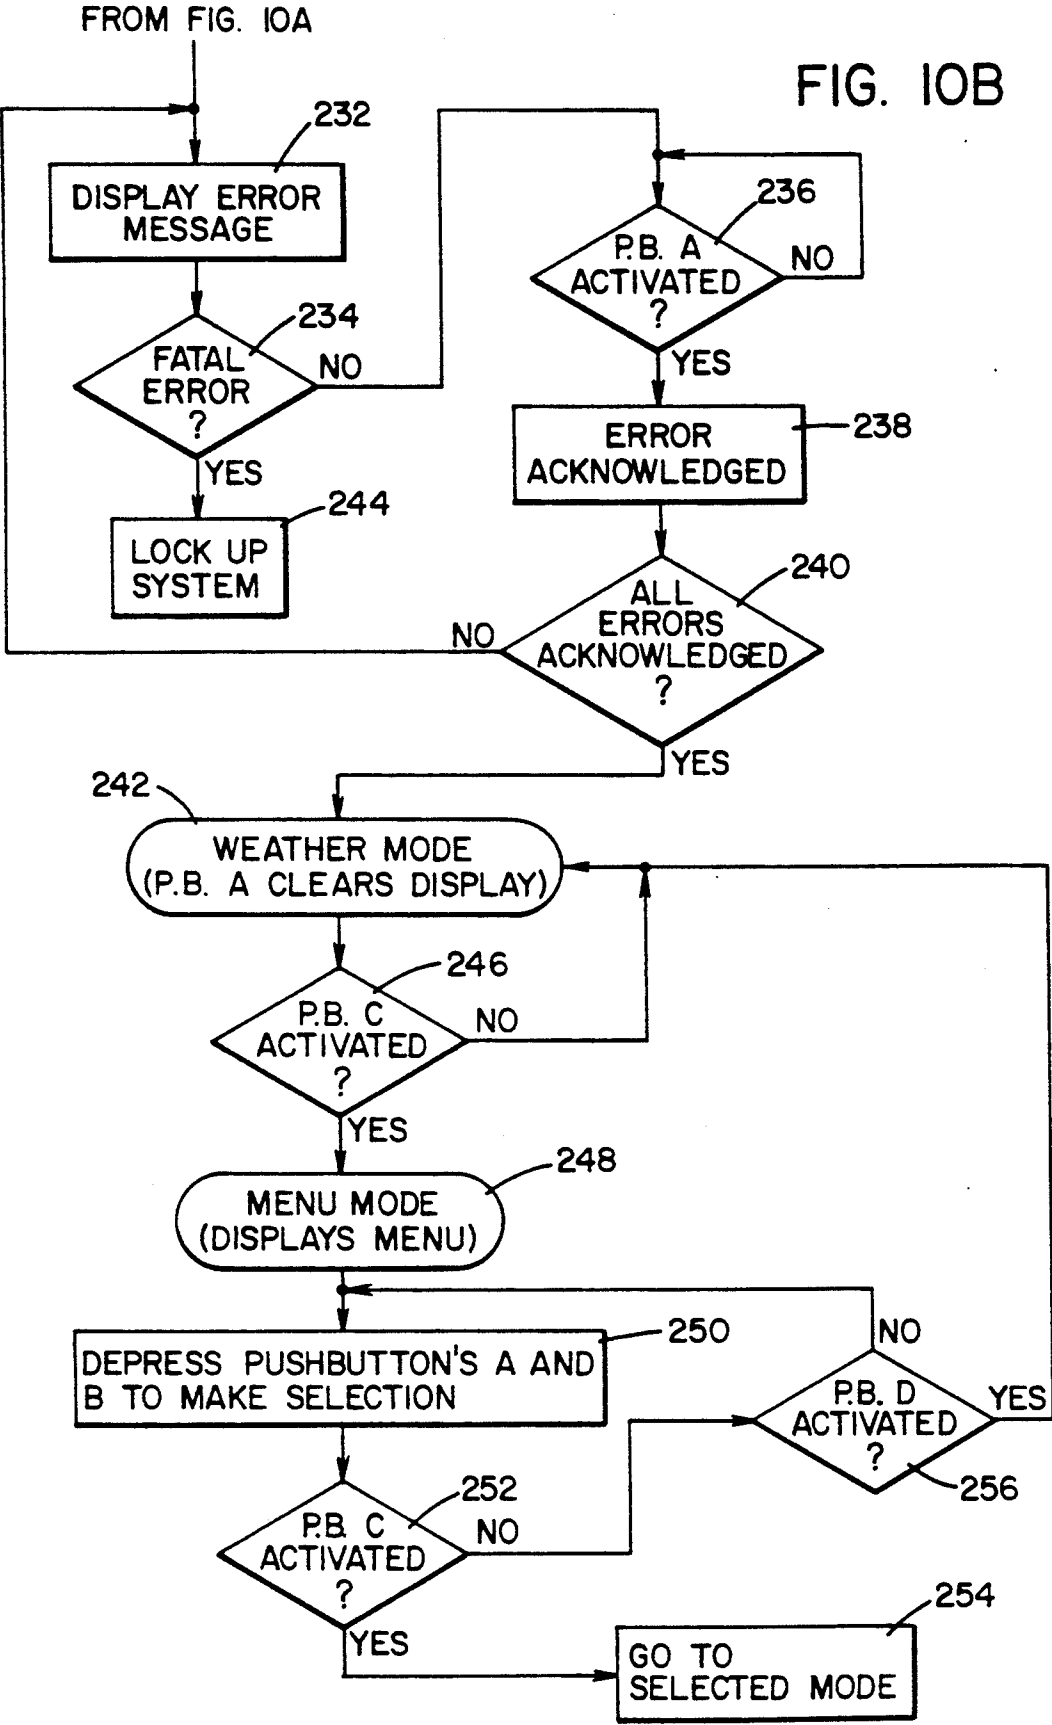 FROM FIG. 10A
FIG. 10B
232
DISPLAY ERROR
MESSAGE
234
FATAL
ERROR
?
NO
YES
244
LOCK UP
SYSTEM
236
P.B. A
ACTIVATED
?
NO
YES
238
ERROR
ACKNOWLEDGED
240
ALL
ERRORS
ACKNOWLEDGED
?
NO
YES
242
WEATHER MODE
(P.B. A CLEARS DISPLAY)
246
P.B. C
ACTIVATED
?
NO
YES
248
MENU MODE
(DISPLAYS MENU)
250
DEPRESS PUSHBUTTON'S A AND
B TO MAKE SELECTION
NO
P.B. D
ACTIVATED
?
YES
256
252
P.B. C
ACTIVATED
?
NO
YES
254
GO TO
SELECTED MODE